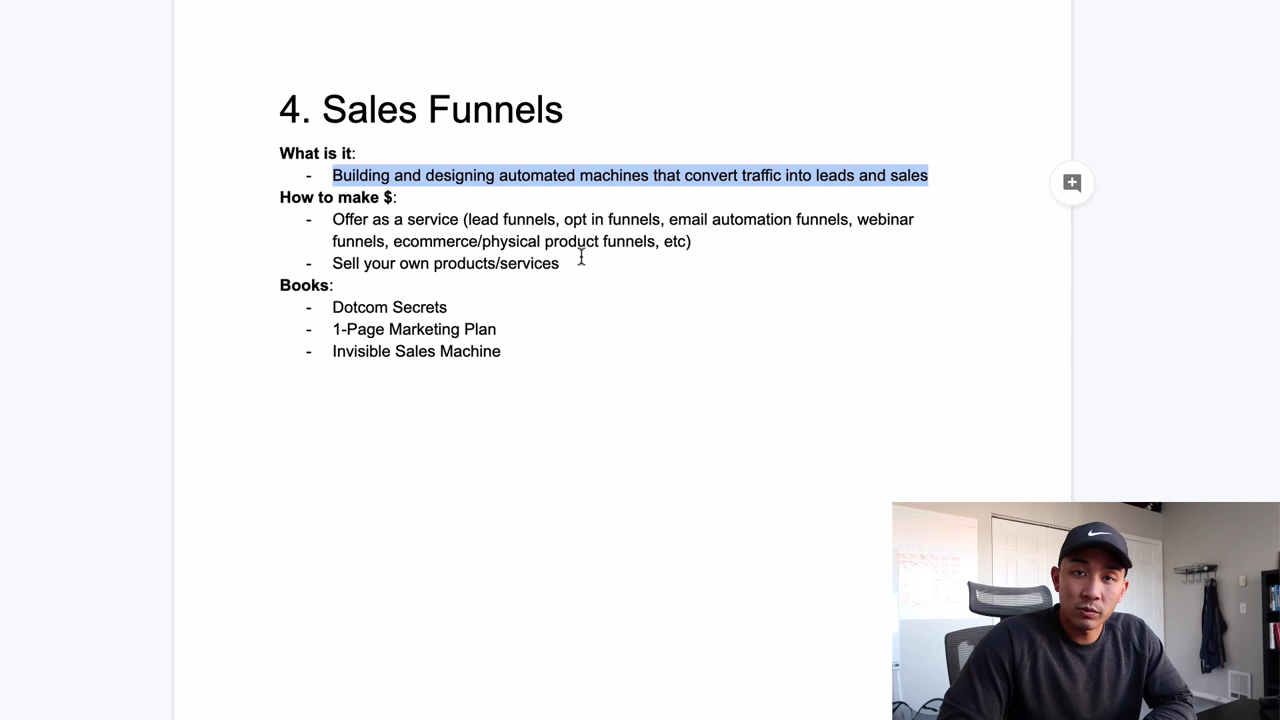 4. Sales Funnels
What is it:
- Building and designing automated machines that convert traffic into leads and sales
How to make $:
- Offer as a service (lead funnels, opt in funnels, email automation funnels, webinar
funnels, ecommerce/physical product funnels, etc)
- Sell your own products/services
Books:
- Dotcom Secrets
- 1-Page Marketing Plan
- Invisible Sales Machine